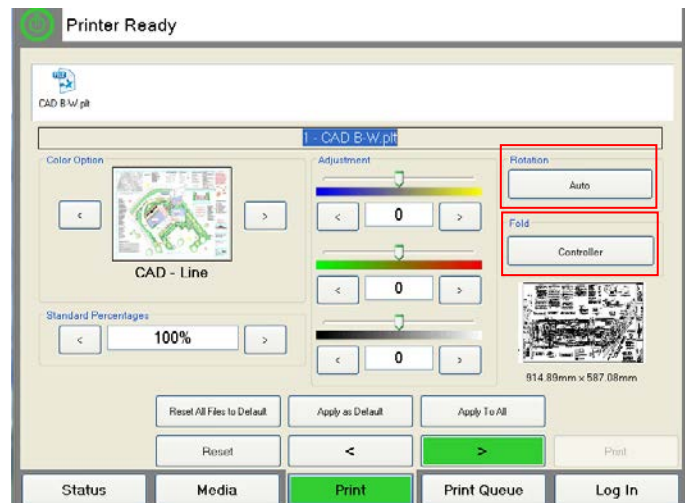 Printer Ready
CAD B-W.plt
1 - CAD B-W.plt
Color Option
Adjustment
Rotation
< >
< 0 >
Auto
Fold
Controller
CAD - Line
< 0 >
Standard Percentages
< 100% >
< 0 >
914.89mm x 587.08mm
Reset All Files to Default Apply as Default Apply To All
Reset < > Print
Status Media Print Print Queue Log In